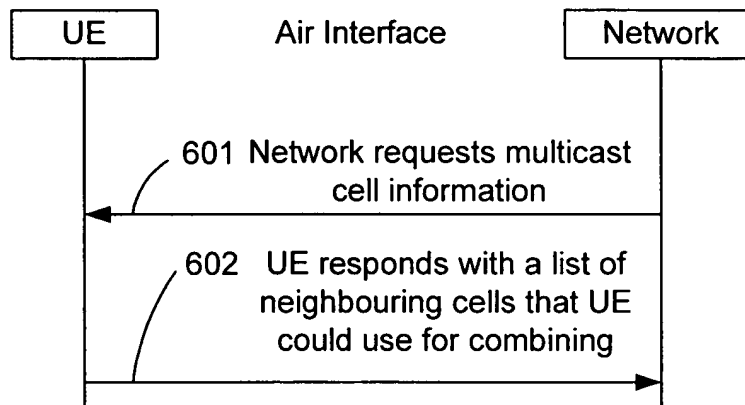 UE Air Interface Network
601 Network requests multicast
cell information
602 UE responds with a list of
neighbouring cells that UE
could use for combining